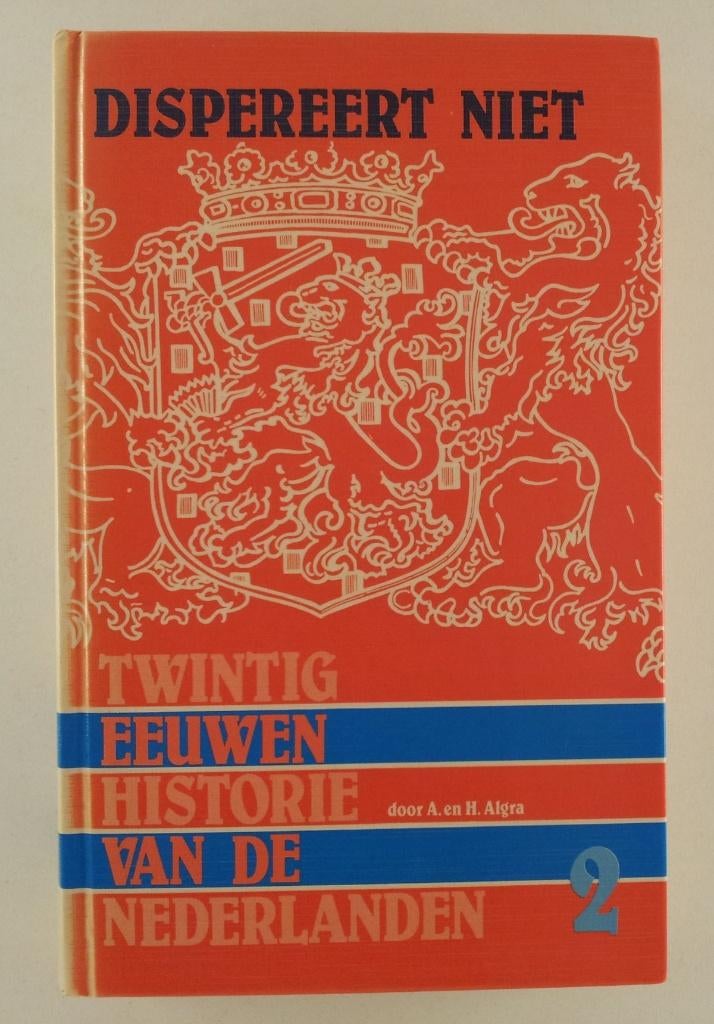 DISPEREERT NIET
TWINTIG
EEUWEN
HISTORIE
door A. en H. Algra
VAN DE
NEDERLANDEN
2